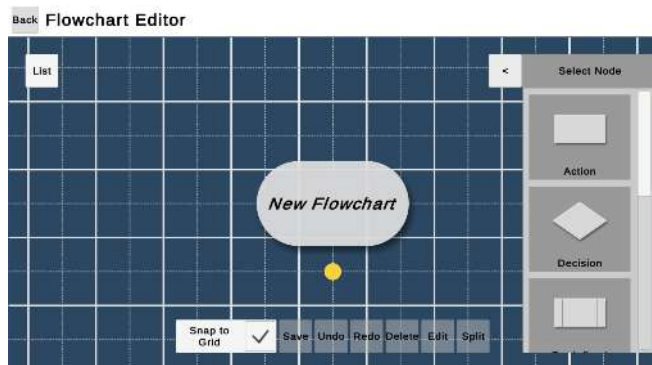 Back Flowchart Editor
List
<
Select Node
Action
New Flowchart
Decision
Snap to
Grid
Save Undo Redo Delete Edit Split